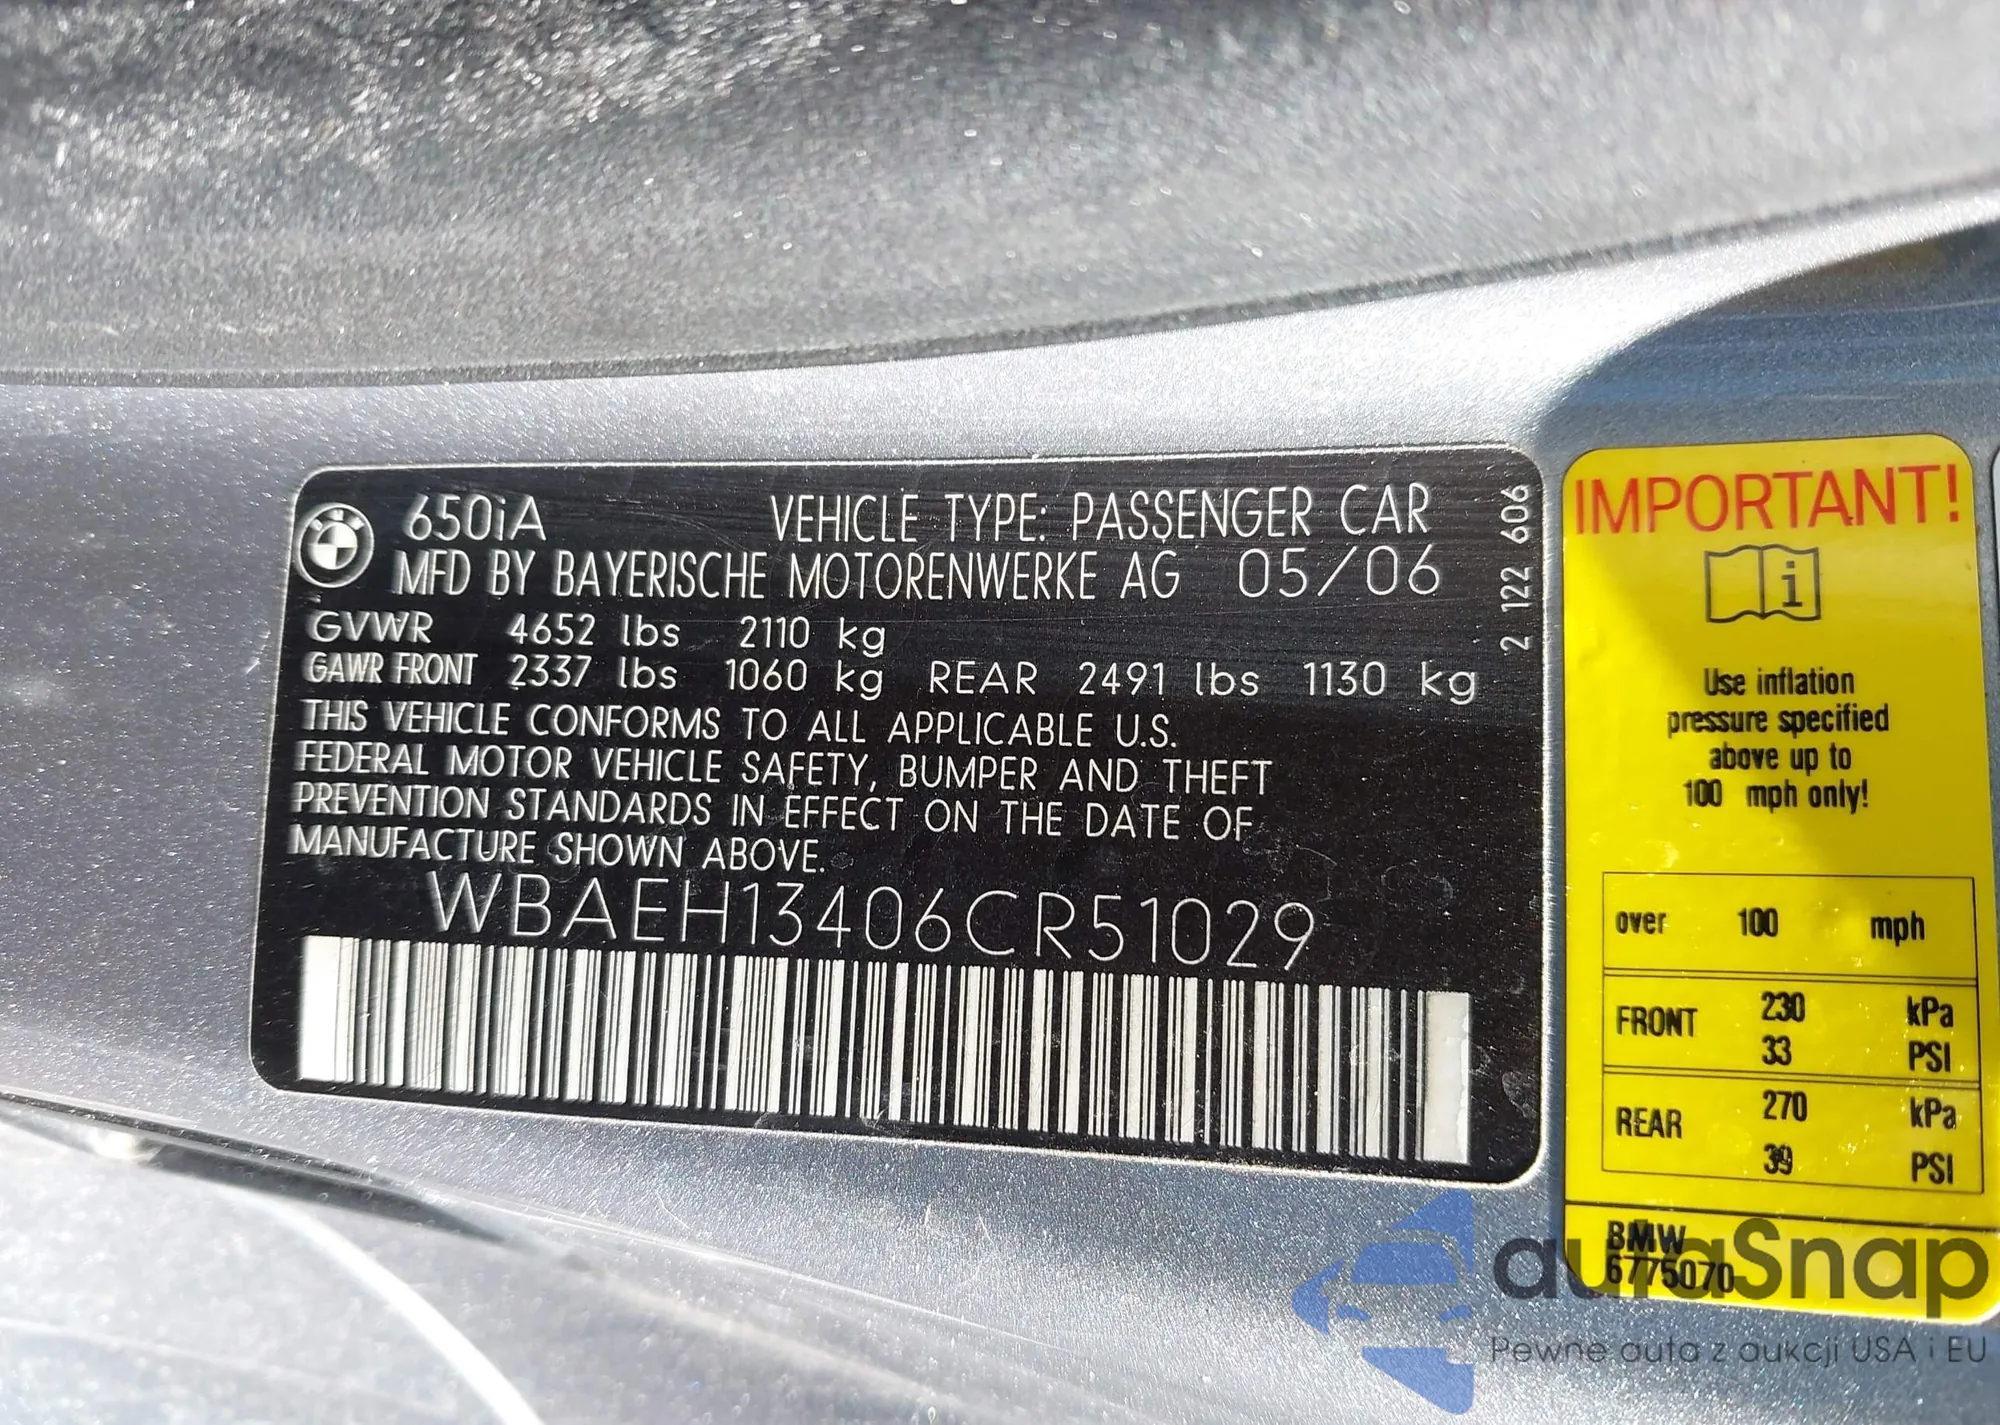 650iA VEHICLE TYPE: PASSENGER CAR
MFD BY BAYERISCHE MOTORENWERKE AG 05/06
GVWR 4652 lbs 2110 kg
GAWR FRONT 2337 lbs 1060 kg REAR 2491 lbs 1130 kg
THIS VEHICLE CONFORMS TO ALL APPLICABLE U.S.
FEDERAL MOTOR VEHICLE SAFETY, BUMPER AND THEFT
PREVENTION STANDARDS IN EFFECT ON THE DATE OF
MANUFACTURE SHOWN ABOVE.
WBAEH13406CR51029
2 122 606
IMPORTANT!
i
Use inflation
pressure specified
above up to
100 mph only!
over 100 mph
FRONT 230 kPa
33 PSI
REAR 270 kPa
39 PSI
BMW
6775070
auraSnap
Pewne auta z aukcji USA i EU